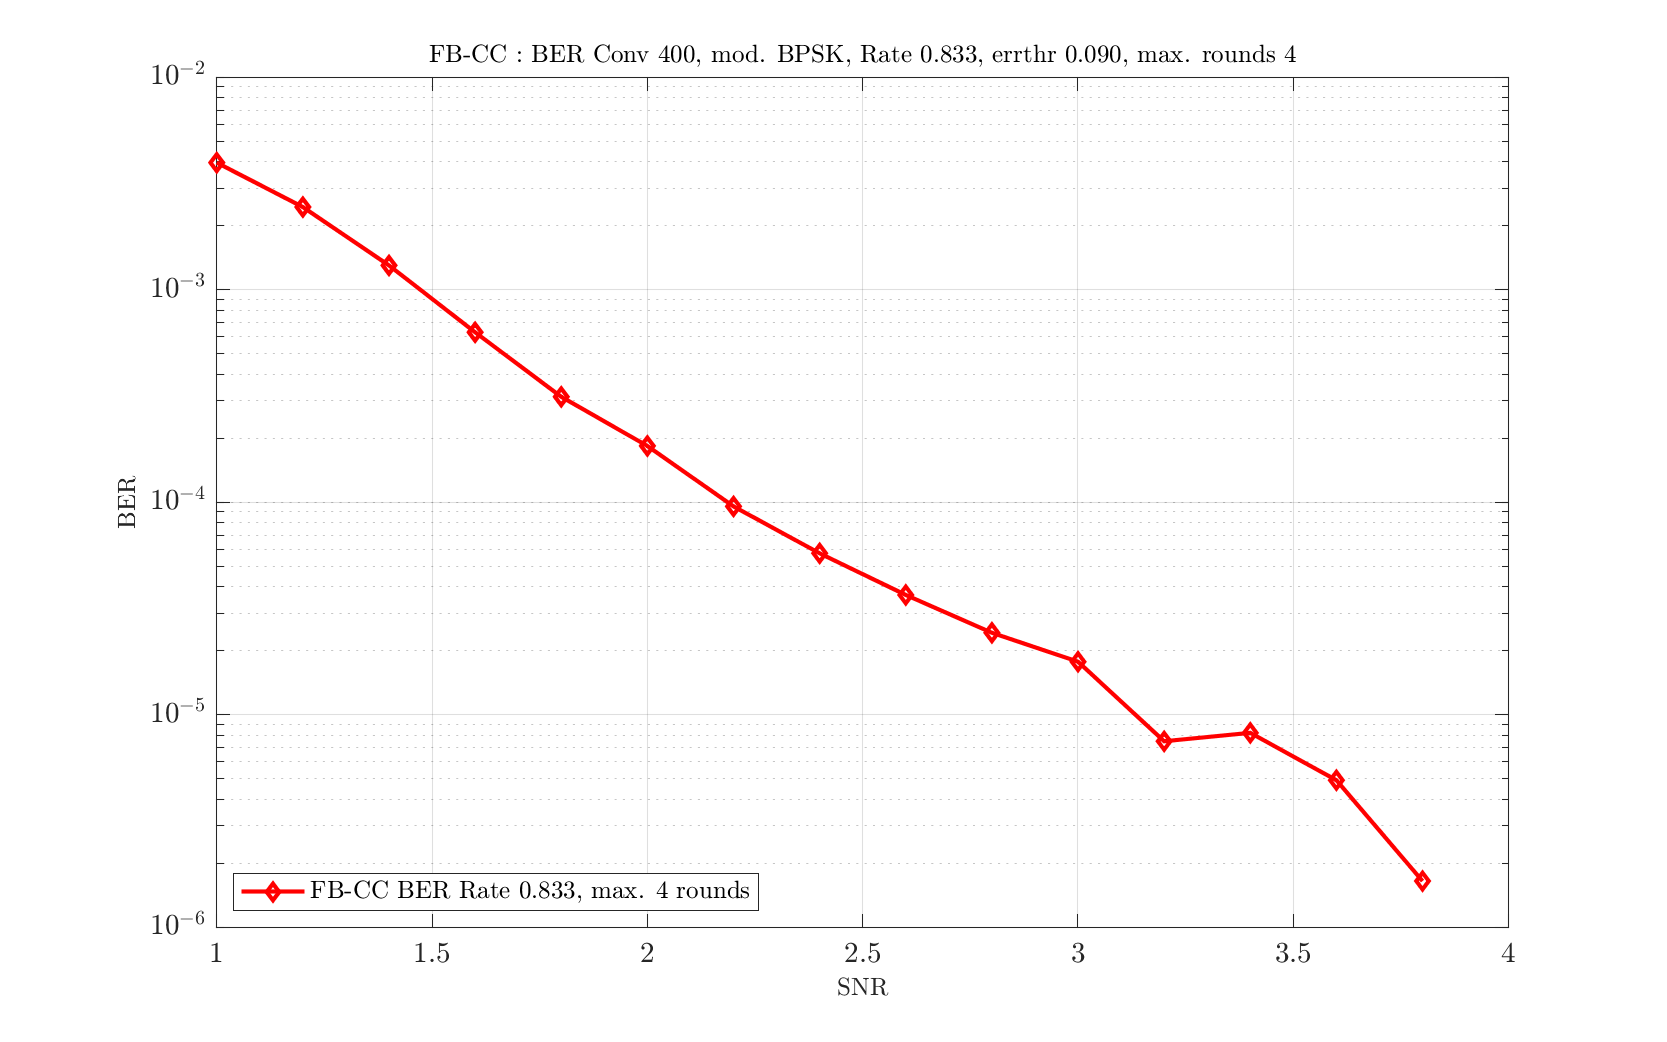 FB-CC : BER Conv 400, mod. BPSK, Rate 0.833, errthr 0.090, max. rounds 4
10⁻²
10⁻³
10⁻⁴
10⁻⁵
10⁻⁶
BER
FB-CC BER Rate 0.833, max. 4 rounds
1 1.5 2 2.5 3 3.5 4
SNR